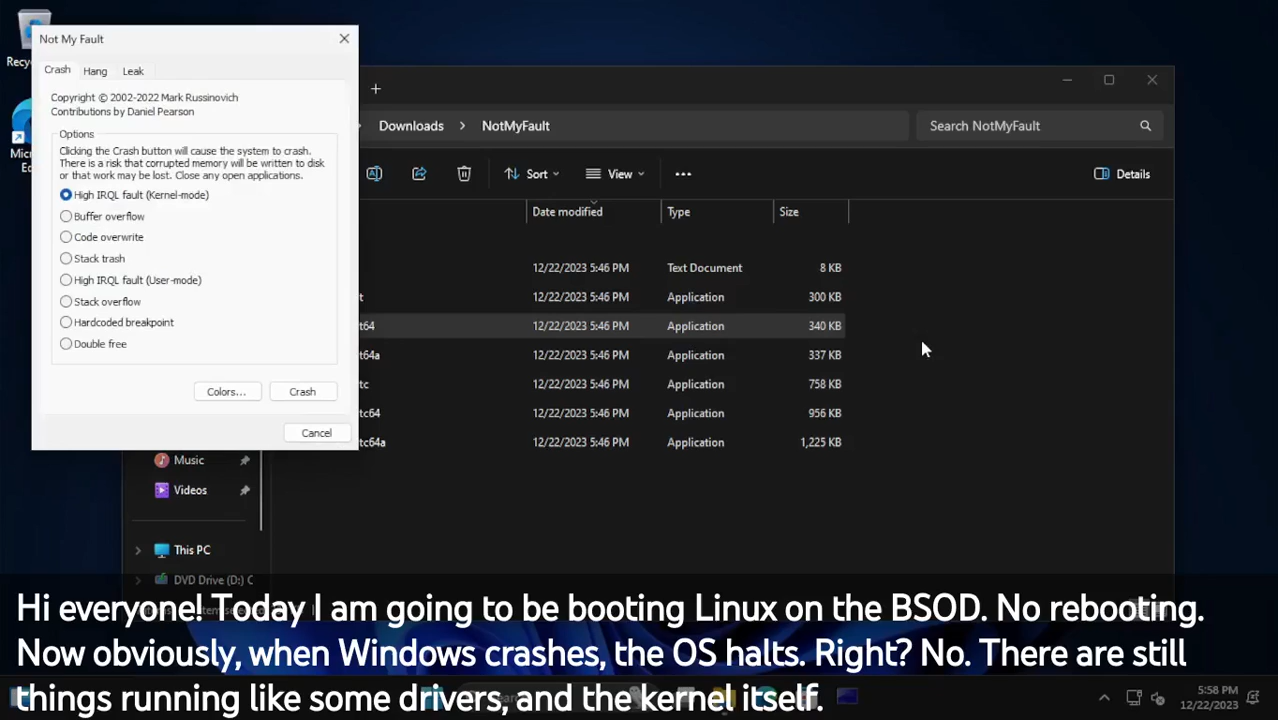 Not My Fault
Crash Hang Leak
Copyright © 2002-2022 Mark Russinovich
Contributions by Daniel Pearson
Options
Clicking the Crash button will cause the system to crash.
There is a risk that corrupted memory will be written to disk
or that work may be lost. Close any open applications.
High IRQL fault (Kernel-mode)
Buffer overflow
Code overwrite
Stack trash
High IRQL fault (User-mode)
Stack overflow
Hardcoded breakpoint
Double free
Colors... Crash
Cancel
Downloads NotMyFault Search NotMyFault
Sort View Details
Date modified Type Size
12/22/2023 5:46 PM Text Document 8 KB
t 12/22/2023 5:46 PM Application 300 KB
t64 12/22/2023 5:46 PM Application 340 KB
t64a 12/22/2023 5:46 PM Application 337 KB
tc 12/22/2023 5:46 PM Application 758 KB
tc64 12/22/2023 5:46 PM Application 956 KB
tc64a 12/22/2023 5:46 PM Application 1,225 KB
Music
Videos
This PC
DVD Drive (D:) C
Hi everyone! Today I am going to be booting Linux on the BSOD. No rebooting.
Now obviously, when Windows crashes, the OS halts. Right? No. There are still
things running like some drivers, and the kernel itself.
5:58 PM
12/22/2023